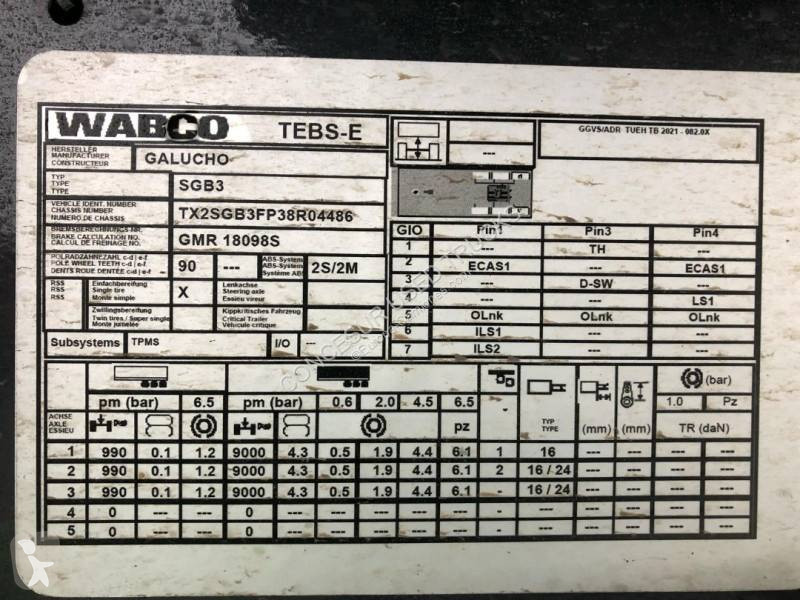 WABCO TEBS-E
HERSTELLER
MANUFACTURER
CONSTRUCTEUR
GALUCHO
TYP
TYPE
TYPE
SGB3
VEHICLE IDENT. NUMBER
CHASSIS NUMBER
NUMERO DE CHASSIS
TX2SGB3FP38R04486
BREMSBERECHNUNGS NR.
BRAKE CALCULATION NO.
CALCUL DE FREINAGE NO.
GMR 18098S
POLRADZAHNEZAHL c-d | e-f
POLE WHEEL TEETH c-d | e-f
DENTS ROUE DENTÉE c-d | e-f
90 ---
ABS-System
ABS-System
Système ABS
2S/2M
RSS
RSS
RSS
Einfachbereifung
Single tire
Monte simple
X
Lenkachse
Steering axle
Essieu vireur
Zwillingsbereifung
Twin tires / Super single
Monte jumelée
Kippkritisches Fahrzeug
Critical Trailer
Véhicule critique
Subsystems TPMS I/O ---
---
GGVS/ADR TUEH TB 2021 - 082.0X
GIO Pin1 Pin3 Pin4
1 --- TH ---
2 ECAS1 --- ECAS1
3 --- D-SW ---
4 --- --- LS1
5 OLnk OLnk OLnk
6 ILS1 --- ---
7 ILS2 --- ---
pm (bar) 6.5 pm (bar) 0.6 2.0 4.5 6.5
(bar)
1.0 Pz
ACHSE
AXLE
ESSIEU
pz
TYP
TYPE
(mm) (mm) TR (daN)
1 990 0.1 1.2 9000 4.3 0.5 1.9 4.4 6.1 1 16
2 990 0.1 1.2 9000 4.3 0.5 1.9 4.4 6.1 2 16 / 24
3 990 0.1 1.2 9000 4.3 0.5 1.9 4.4 6.1 - 16 / 24
4 0 --- --- 0 --- --- --- --- --- -
5 0 --- --- 0 --- --- --- --- --- -